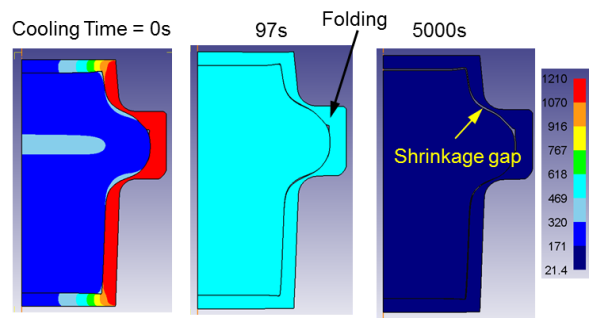 Cooling Time = 0s
97s
Folding
5000s
Shrinkage gap
1210
1070
916
767
618
469
320
171
21.4